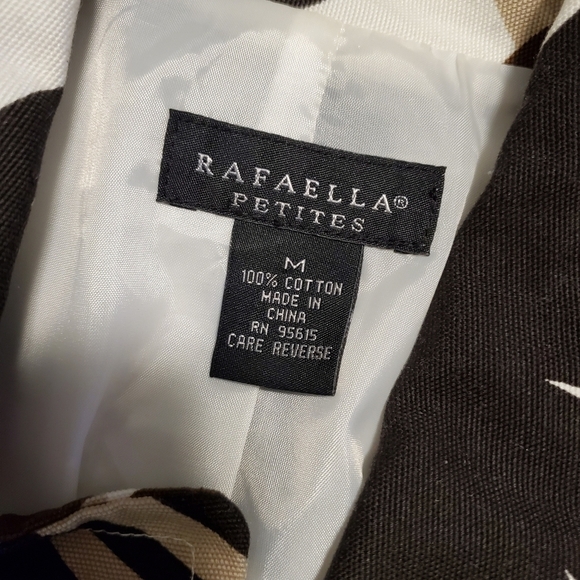 RAFAELLA®
PETITES
M
100% COTTON
MADE IN
CHINA
RN 95615
CARE REVERSE